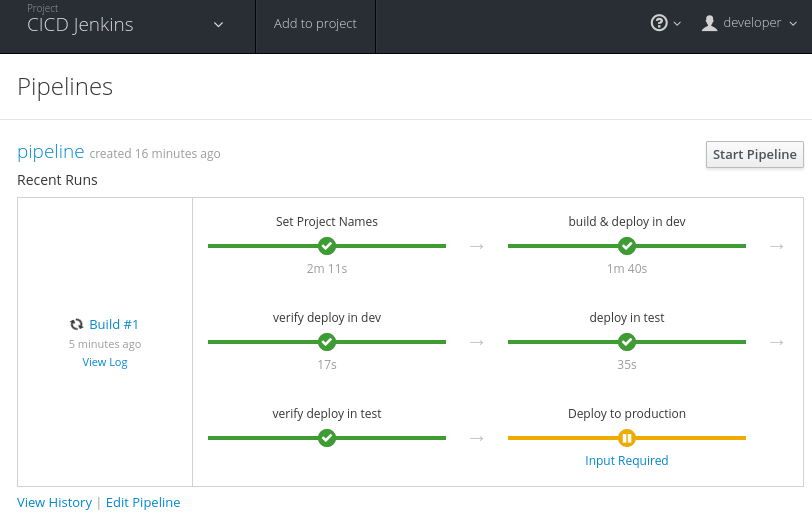 Project
CICD Jenkins
Add to project
developer
Pipelines
pipeline created 16 minutes ago
Start Pipeline
Recent Runs
Build #1
5 minutes ago
View Log
Set Project Names
2m 11s
build & deploy in dev
1m 40s
verify deploy in dev
17s
deploy in test
35s
verify deploy in test
Deploy to production
Input Required
View History | Edit Pipeline